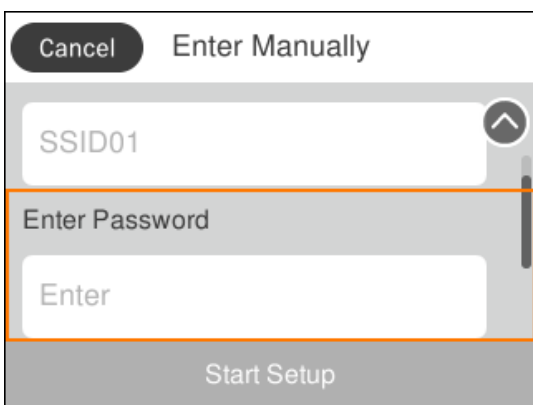 Cancel Enter Manually
SSID01
Enter Password
Enter
Start Setup